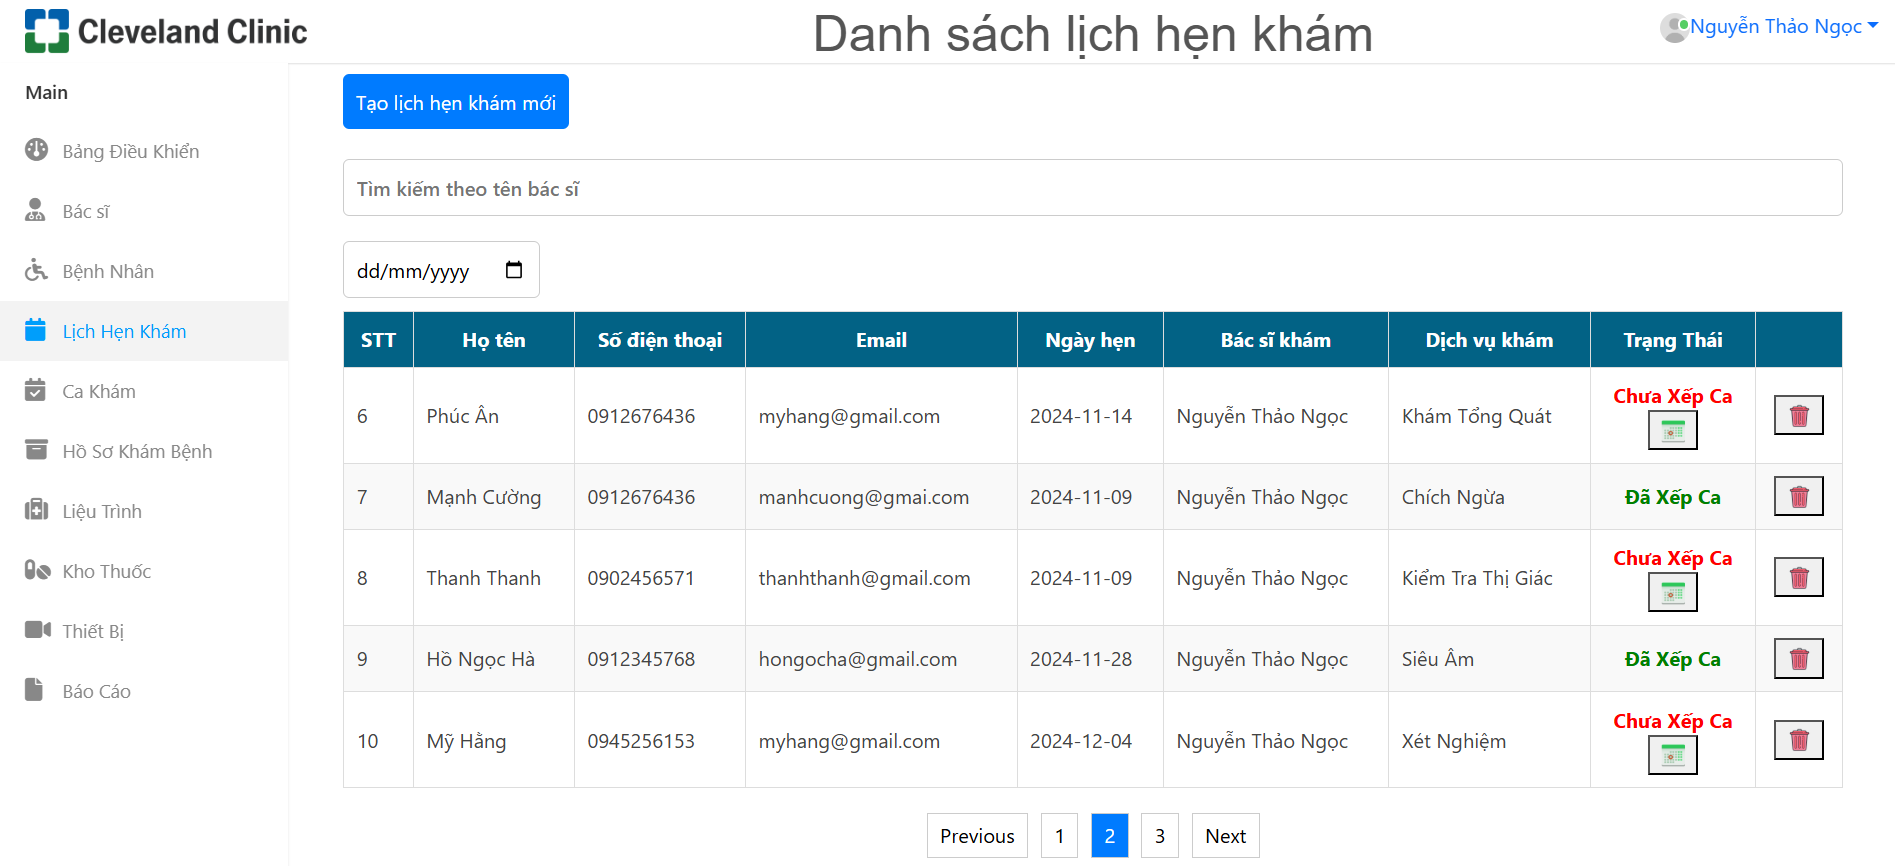 Cleveland Clinic
Danh sách lịch hẹn khám
Nguyễn Thảo Ngọc
Main
Bảng Điều Khiển
Bác sĩ
Bệnh Nhân
Lịch Hẹn Khám
Ca Khám
Hồ Sơ Khám Bệnh
Liệu Trình
Kho Thuốc
Thiết Bị
Báo Cáo
Tạo lịch hẹn khám mới
Tìm kiếm theo tên bác sĩ
dd/mm/yyyy
STT Họ tên Số điện thoại Email Ngày hẹn Bác sĩ khám Dịch vụ khám Trạng Thái
6 Phúc Ân 0912676436 myhang@gmail.com 2024-11-14 Nguyễn Thảo Ngọc Khám Tổng Quát Chưa Xếp Ca
7 Mạnh Cường 0912676436 manhcuong@gmai.com 2024-11-09 Nguyễn Thảo Ngọc Chích Ngừa Đã Xếp Ca
8 Thanh Thanh 0902456571 thanhthanh@gmail.com 2024-11-09 Nguyễn Thảo Ngọc Kiểm Tra Thị Giác Chưa Xếp Ca
9 Hồ Ngọc Hà 0912345768 hongocha@gmail.com 2024-11-28 Nguyễn Thảo Ngọc Siêu Âm Đã Xếp Ca
10 Mỹ Hằng 0945256153 myhang@gmail.com 2024-12-04 Nguyễn Thảo Ngọc Xét Nghiệm Chưa Xếp Ca
Previous 1 2 3 Next